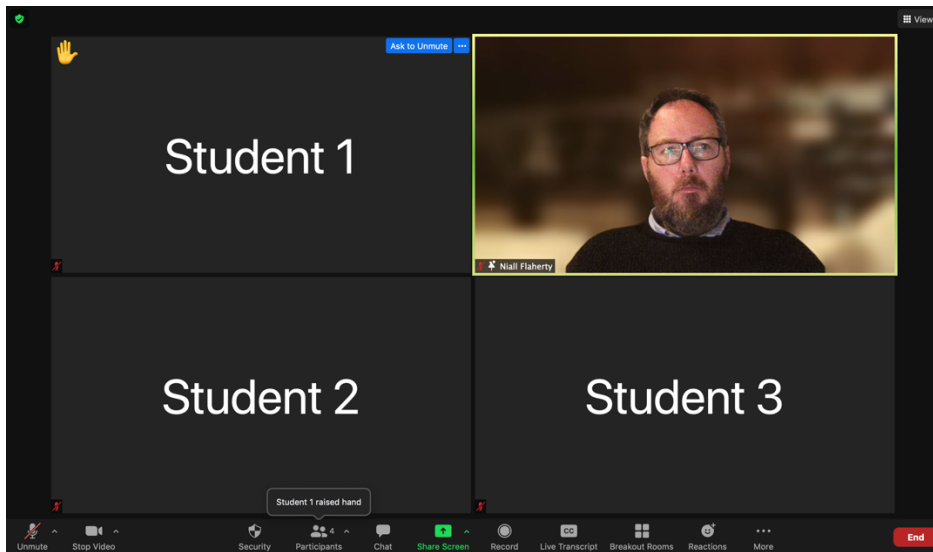 View
Ask to Unmute
Student 1
Niall Flaherty
Student 2
Student 3
Student 1 raised hand
4
Unmute
Stop Video
Security
Participants
Chat
Share Screen
Record
CC
Live Transcript
Breakout Rooms
Reactions
More
End